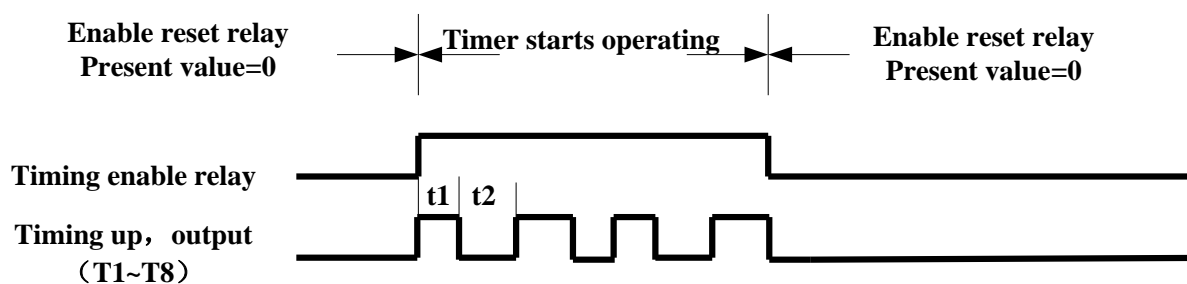 Enable reset relay
Present value=0
Timer starts operating
Enable reset relay
Present value=0
Timing enable relay
t1 t2
Timing up，output
（T1~T8）